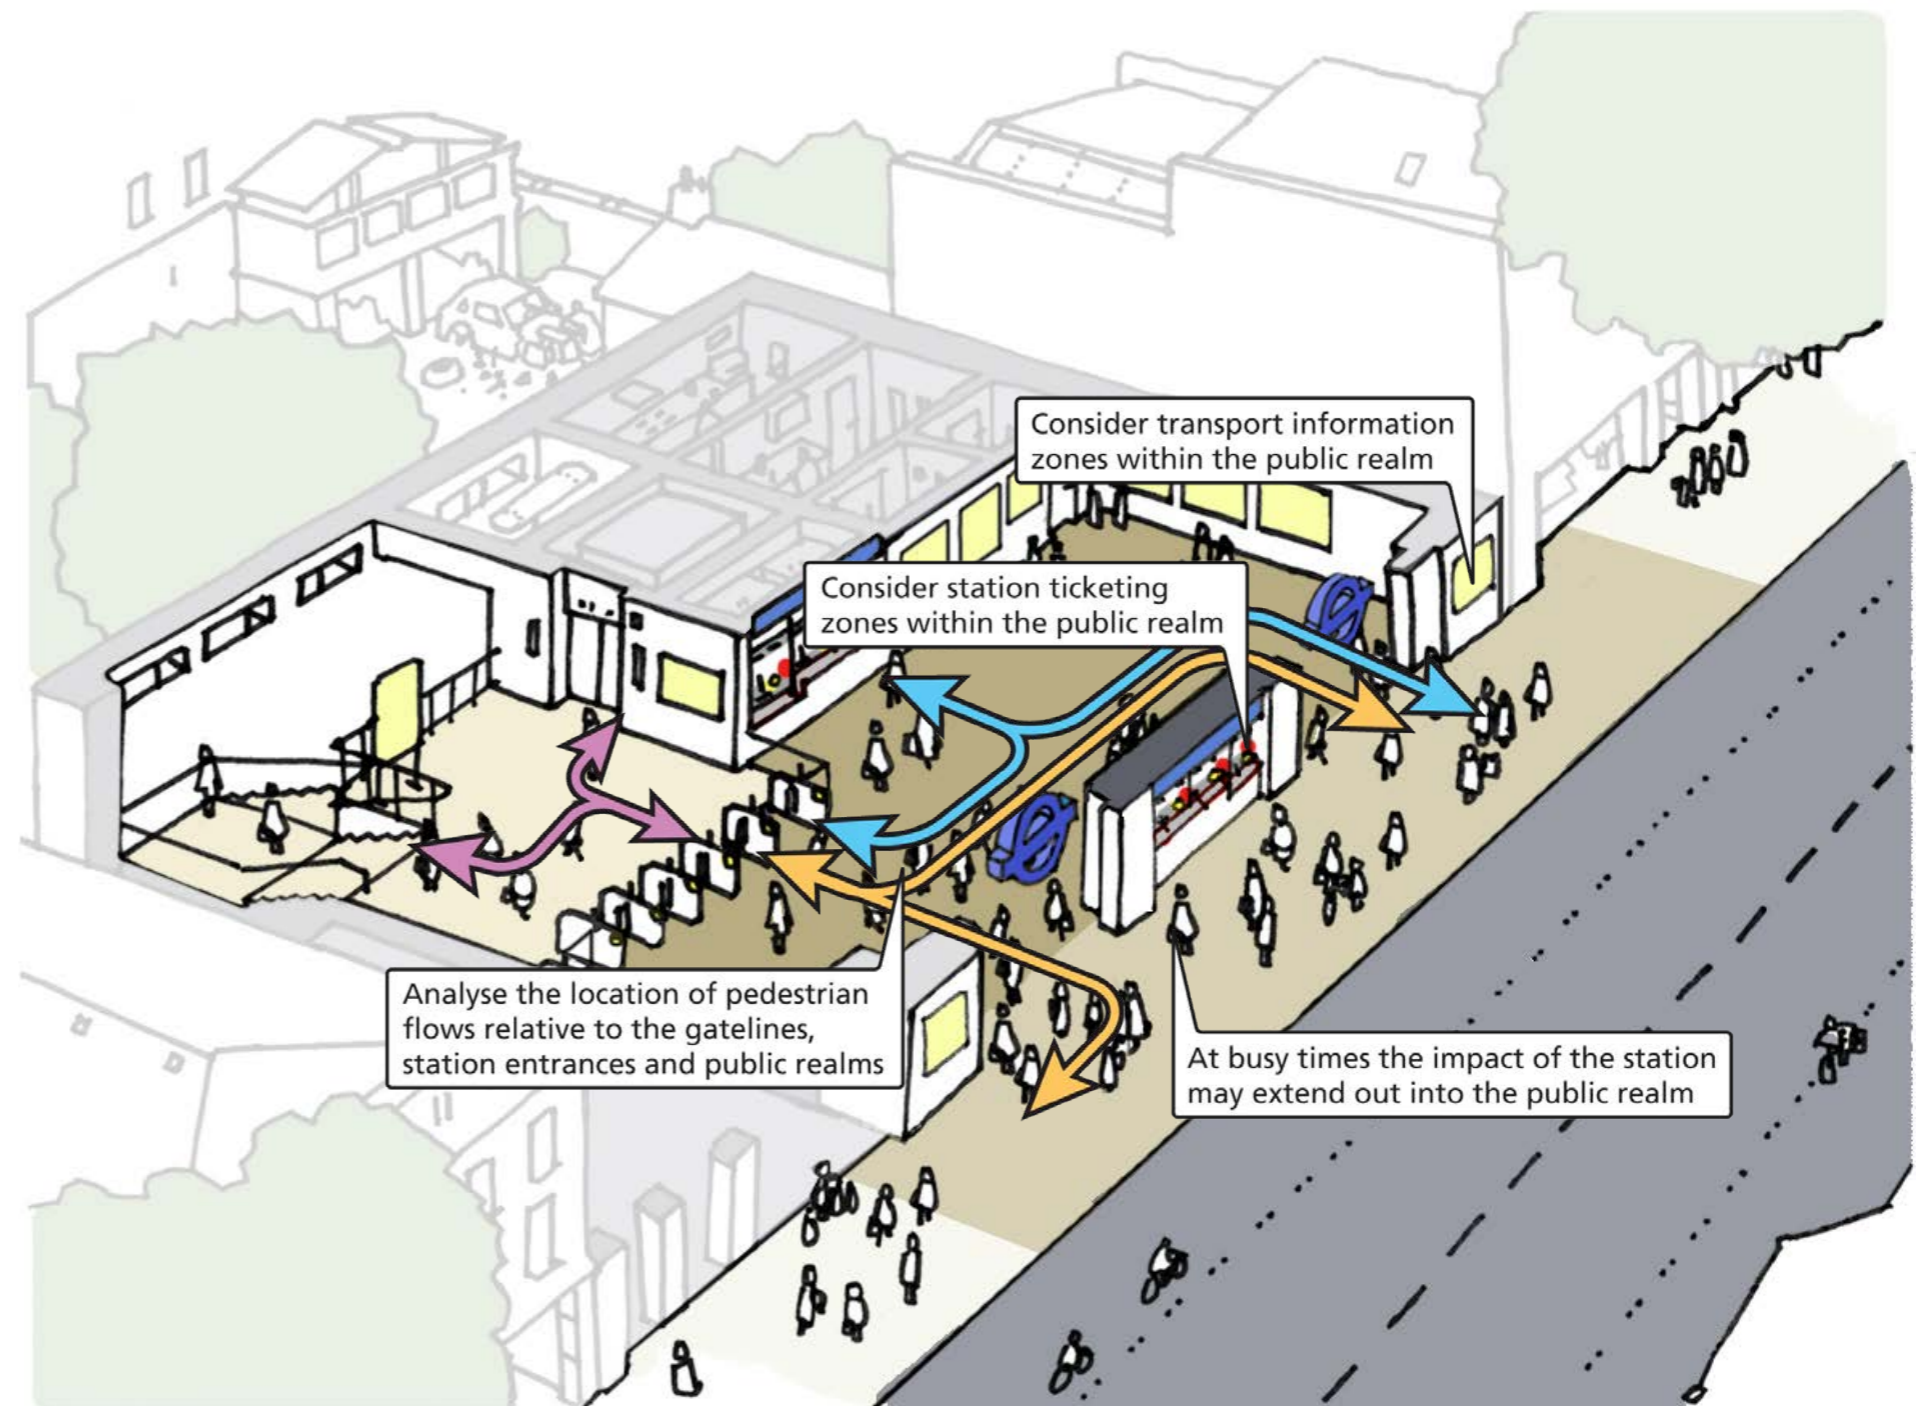 Consider transport information
zones within the public realm
Consider station ticketing
zones within the public realm
Analyse the location of pedestrian
flows relative to the gatelines,
station entrances and public realms
At busy times the impact of the station
may extend out into the public realm